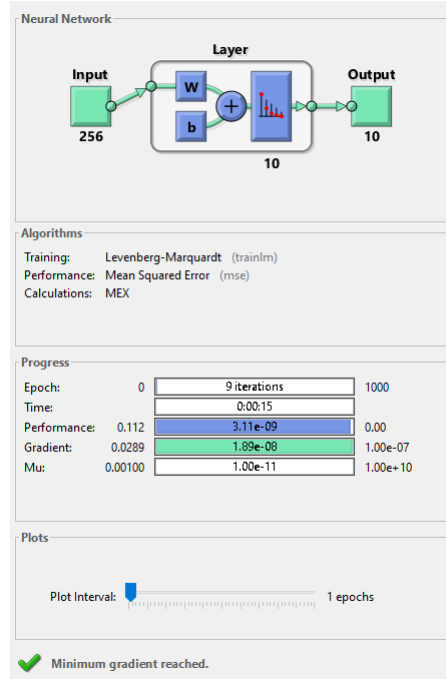 Neural Network
Layer
Input
Output
W
b
+
256
10
10
Algorithms
Training: Levenberg-Marquardt (trainlm)
Performance: Mean Squared Error (mse)
Calculations: MEX
Progress
Epoch: 0 9 iterations 1000
Time: 0:00:15
Performance: 0.112 3.11e-09 0.00
Gradient: 0.0289 1.89e-08 1.00e-07
Mu: 0.00100 1.00e-11 1.00e+10
Plots
Plot Interval: 1 epochs
Minimum gradient reached.